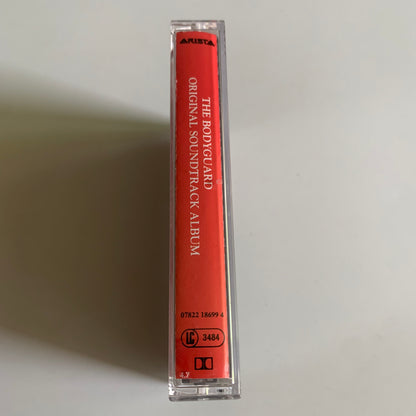 ARISTA
THE BODYGUARD
ORIGINAL SOUNDTRACK ALBUM
07822 18699 4
LC 3484